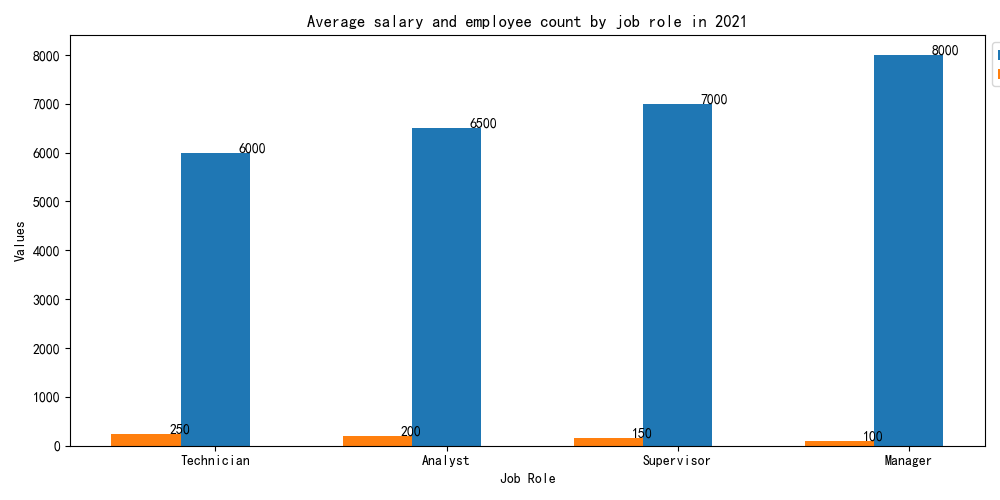 Average salary and employee count by job role in 2021
8000
7000
6000
5000
4000
3000
2000
1000
0
Values
6000
6500
7000
8000
250
200
150
100
Technician
Analyst
Supervisor
Manager
Job Role